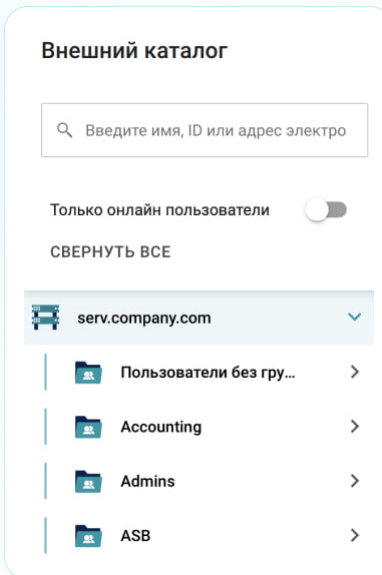 Внешний каталог
Введите имя, ID или адрес электро
Только онлайн пользователи
СВЕРНУТЬ ВСЕ
serv.company.com
Пользователи без гру...
Accounting
Admins
ASB